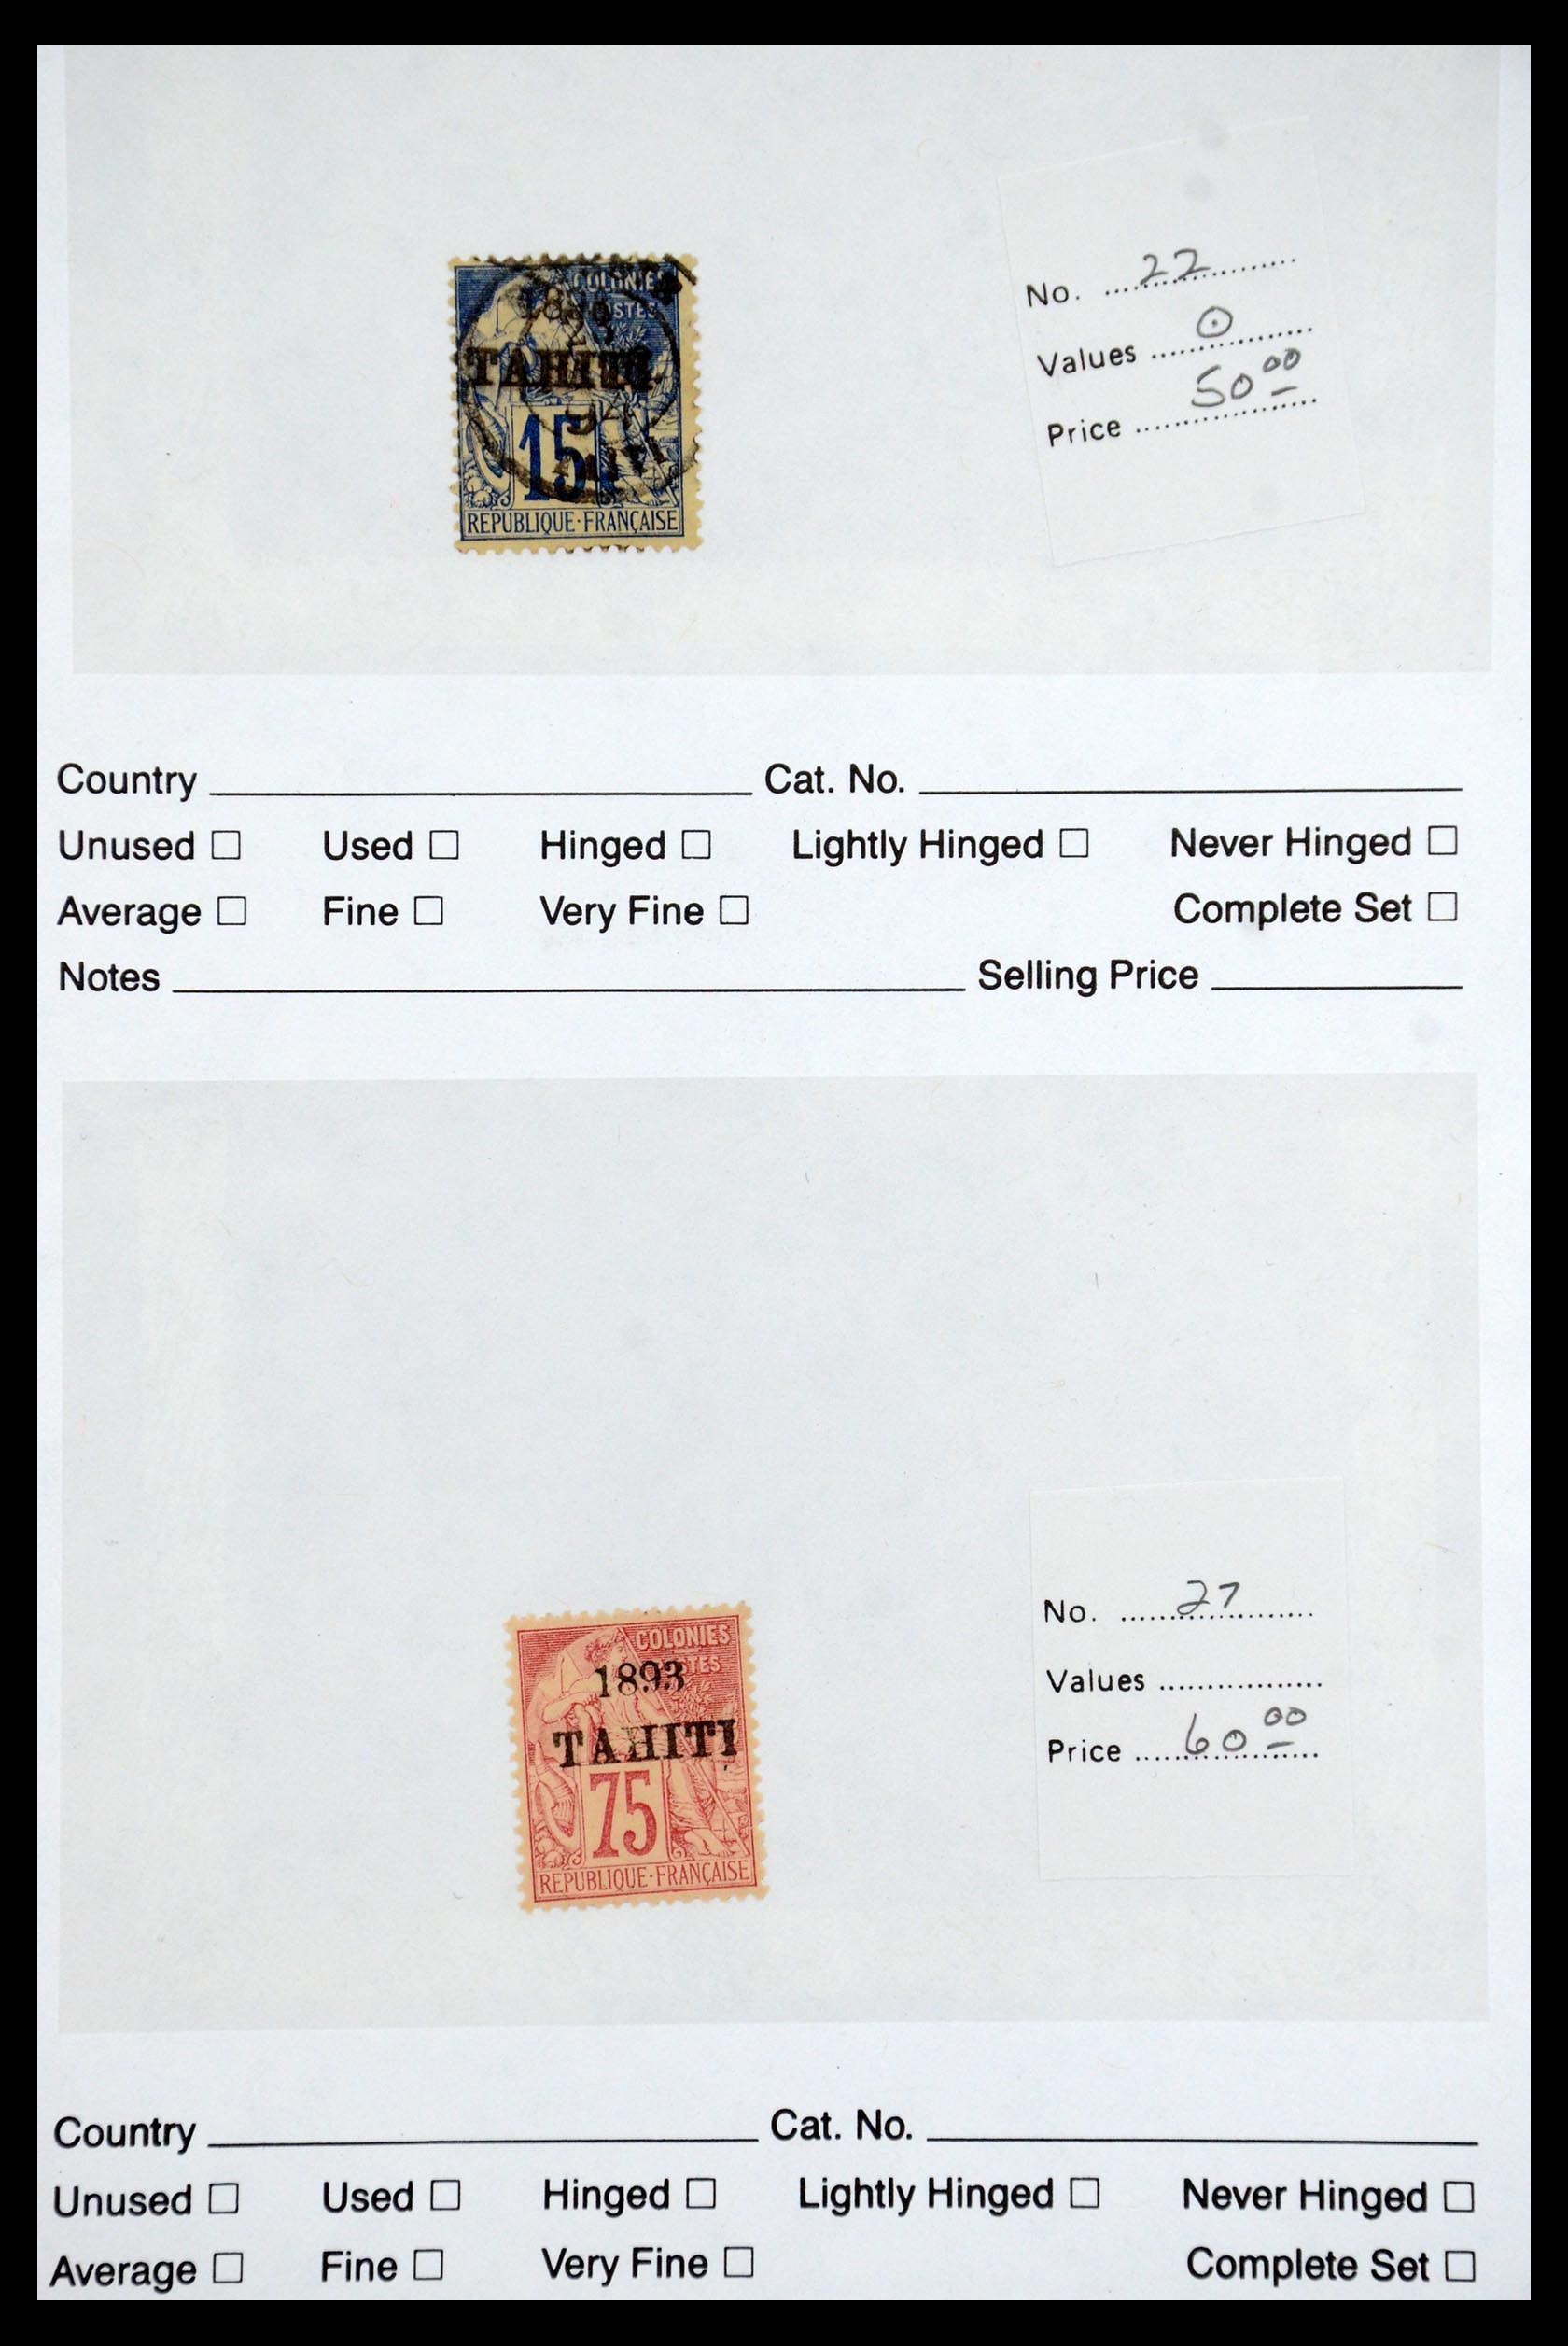 COLONIES
POSTES
TAHITI
15
REPUBLIQUE·FRANÇAISE
No. 22
Values ⊙
Price 50 00
Country Cat. No.
Unused □ Used □ Hinged □ Lightly Hinged □ Never Hinged □
Average □ Fine □ Very Fine □ Complete Set □
Notes Selling Price
COLONIES
1893
TAHITI
75
REPUBLIQUE·FRANÇAISE
No. 27
Values
Price 60 00
Country Cat. No.
Unused □ Used □ Hinged □ Lightly Hinged □ Never Hinged □
Average □ Fine □ Very Fine □ Complete Set □